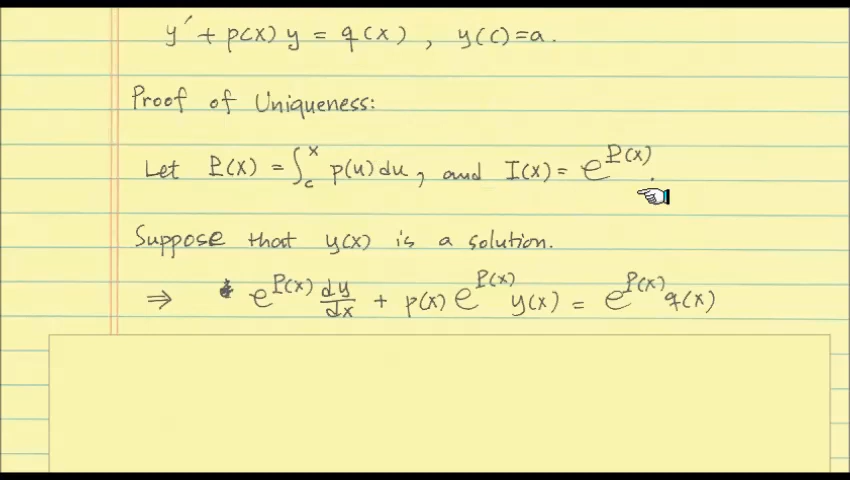 y′ + p(x) y = q(x) , y(c) = a.
Proof of Uniqueness:
Let P(x) = ∫_c^x p(u) du, and I(x) = e^{P(x)}.
Suppose that y(x) is a solution.
⇒ e^{P(x)} dy/dx + p(x) e^{P(x)} y(x) = e^{P(x)} q(x)